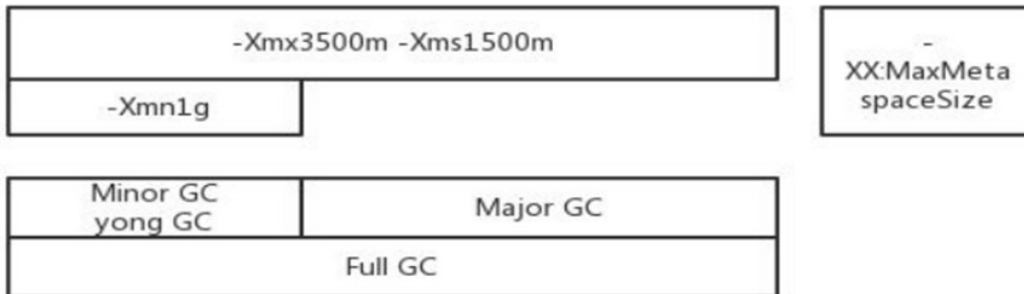 -Xmx3500m -Xms1500m
-
XX:MaxMeta
spaceSize
-Xmn1g
Minor GC
yong GC
Major GC
Full GC